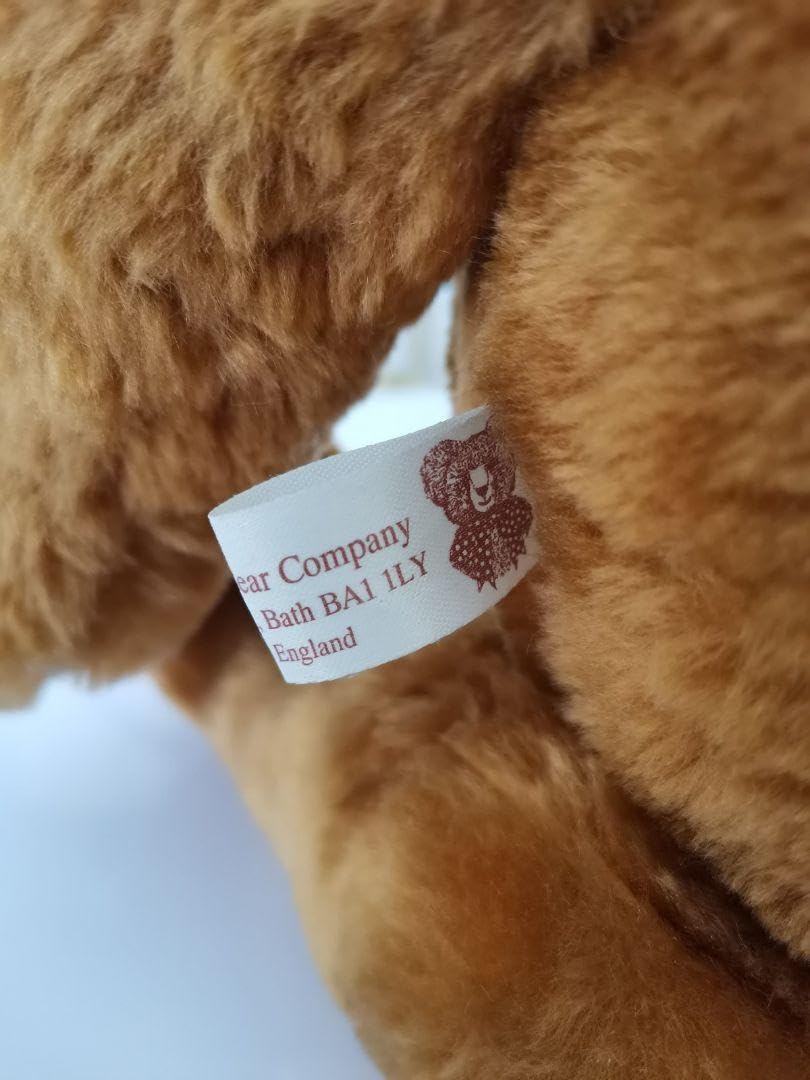 ear Company
, Bath BA1 1LY
England